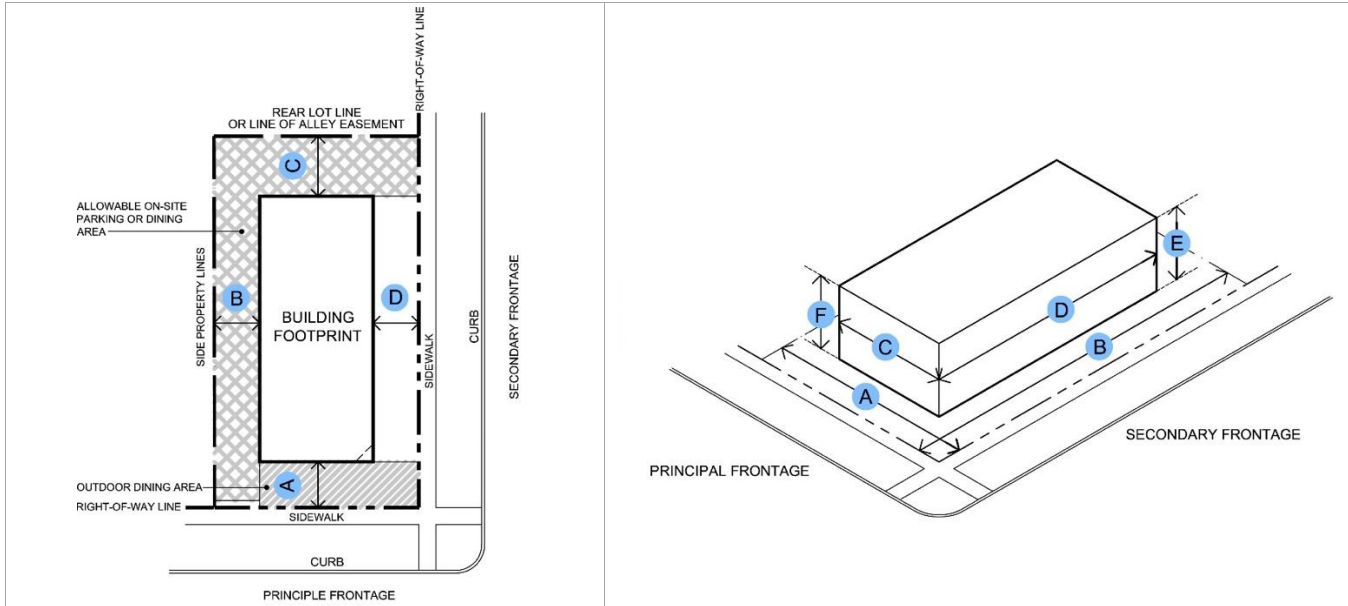 RIGHT-OF-WAY LINE
REAR LOT LINE
OR LINE OF ALLEY EASEMENT
C
ALLOWABLE ON-SITE
PARKING OR DINING
AREA
SIDE PROPERTY LINES
B
BUILDING
FOOTPRINT
D
SIDEWALK
CURB
SECONDARY FRONTAGE
OUTDOOR DINING AREA
A
RIGHT-OF-WAY LINE
SIDEWALK
CURB
PRINCIPLE FRONTAGE
E
F
D
C
B
A
SECONDARY FRONTAGE
PRINCIPAL FRONTAGE